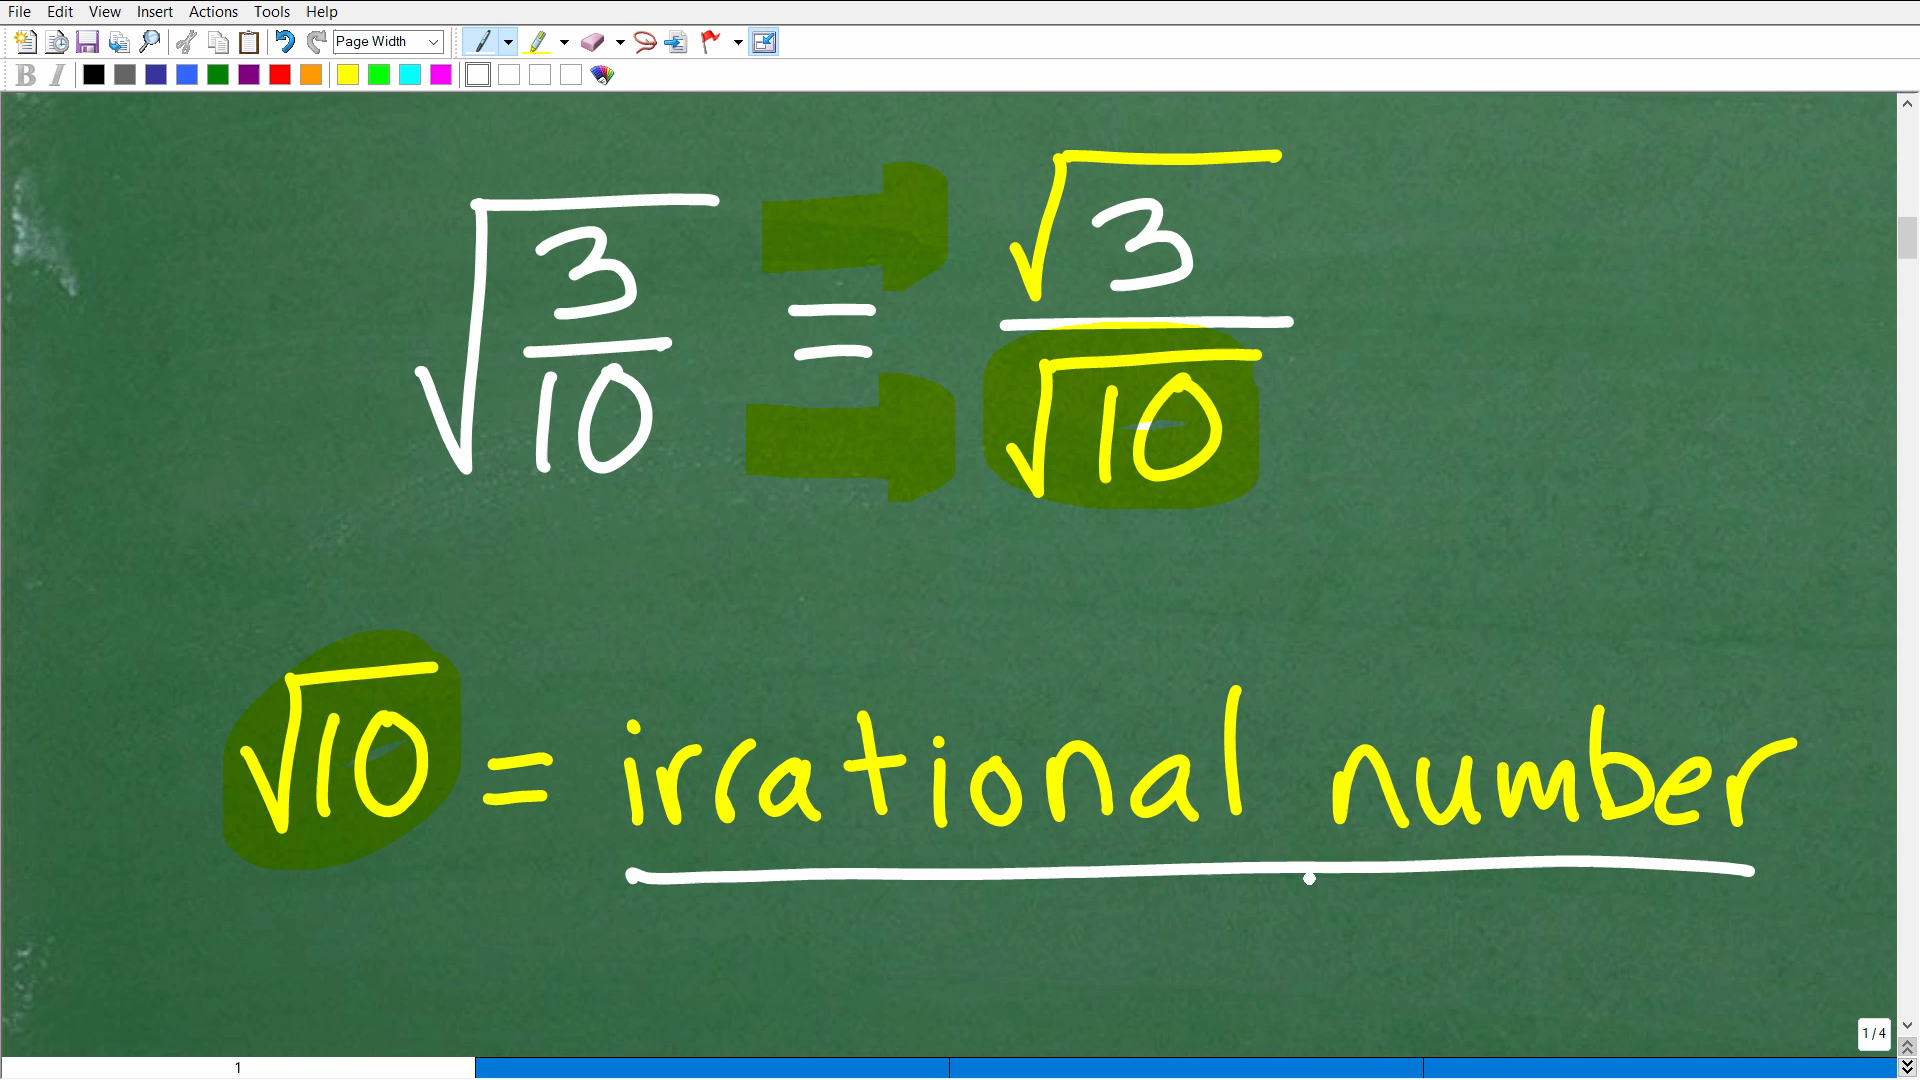 File Edit View Insert Actions Tools Help
Page Width
B I
√(3/10) = √3/√10
√10 = irrational number
1 / 4
1